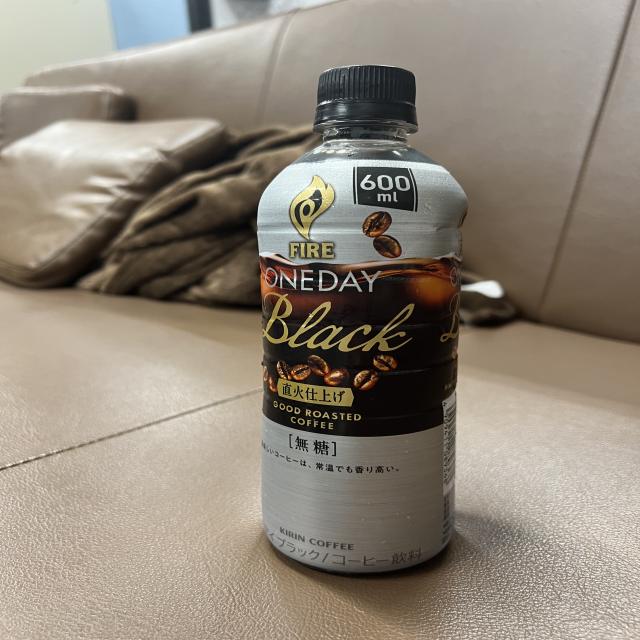 600
ml
FIRE
ONEDAY
Black
直火仕上げ
GOOD ROASTED
COFFEE
[無糖]
しいコーヒーは、常温でも香り高い。
KIRIN COFFEE
ブラック/コーヒー飲料